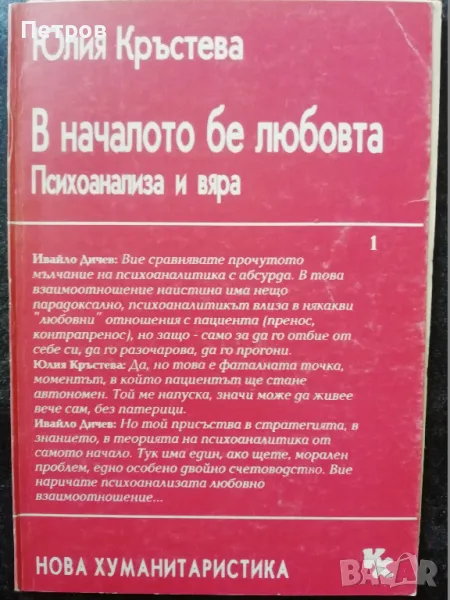 Петров
Юлия Кръстева
В началото бе любовта
Психоанализа и вяра
1
Ивайло Дичев: Вие сравнявате прочутото
мълчание на психоаналитика с абсурда. В това
взаимоотношение наистина има нещо
парадоксално, психоаналитикът влиза в някакви
"любовни" отношения с пациента (пренос,
контрапренос), но защо - само за да го отбие от
себе си, да го разочарова, да го прогони.
Юлия Кръстева: Да, но това е фаталната точка,
моментът, в който пациентът ще стане
автономен. Той ме напуска, значи може да живее
вече сам, без патерици.
Ивайло Дичев: Но той присъства в стратегията, в
знанието, в теорията на психоаналитика от
самото начало. Тук има един, ако щете, морален
проблем, едно особено двойно счетоводство. Вие
наричате психоанализата любовно
взаимоотношение...
НОВА ХУМАНИТАРИСТИКА
КХ
BAZAR